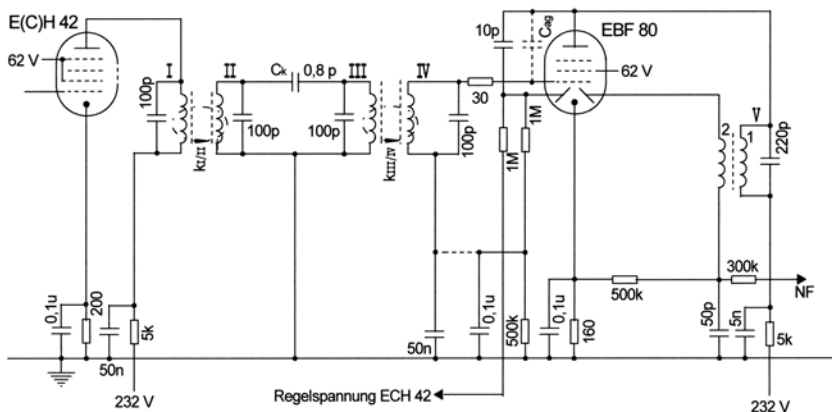 E(C)H 42
62 V
100p
I
II
Cₖ
0,8 p
III
IV
100p
100p
kI/II
kIII/IV
100p
30
10p
Cag
EBF 80
62 V
1M
1M
2
1
V
220p
0,1u
200
50n
5k
232 V
50n
0,1u
500k
0,1u
160
500k
300k
NF
50p
5n
5k
232 V
Regelspannung ECH 42